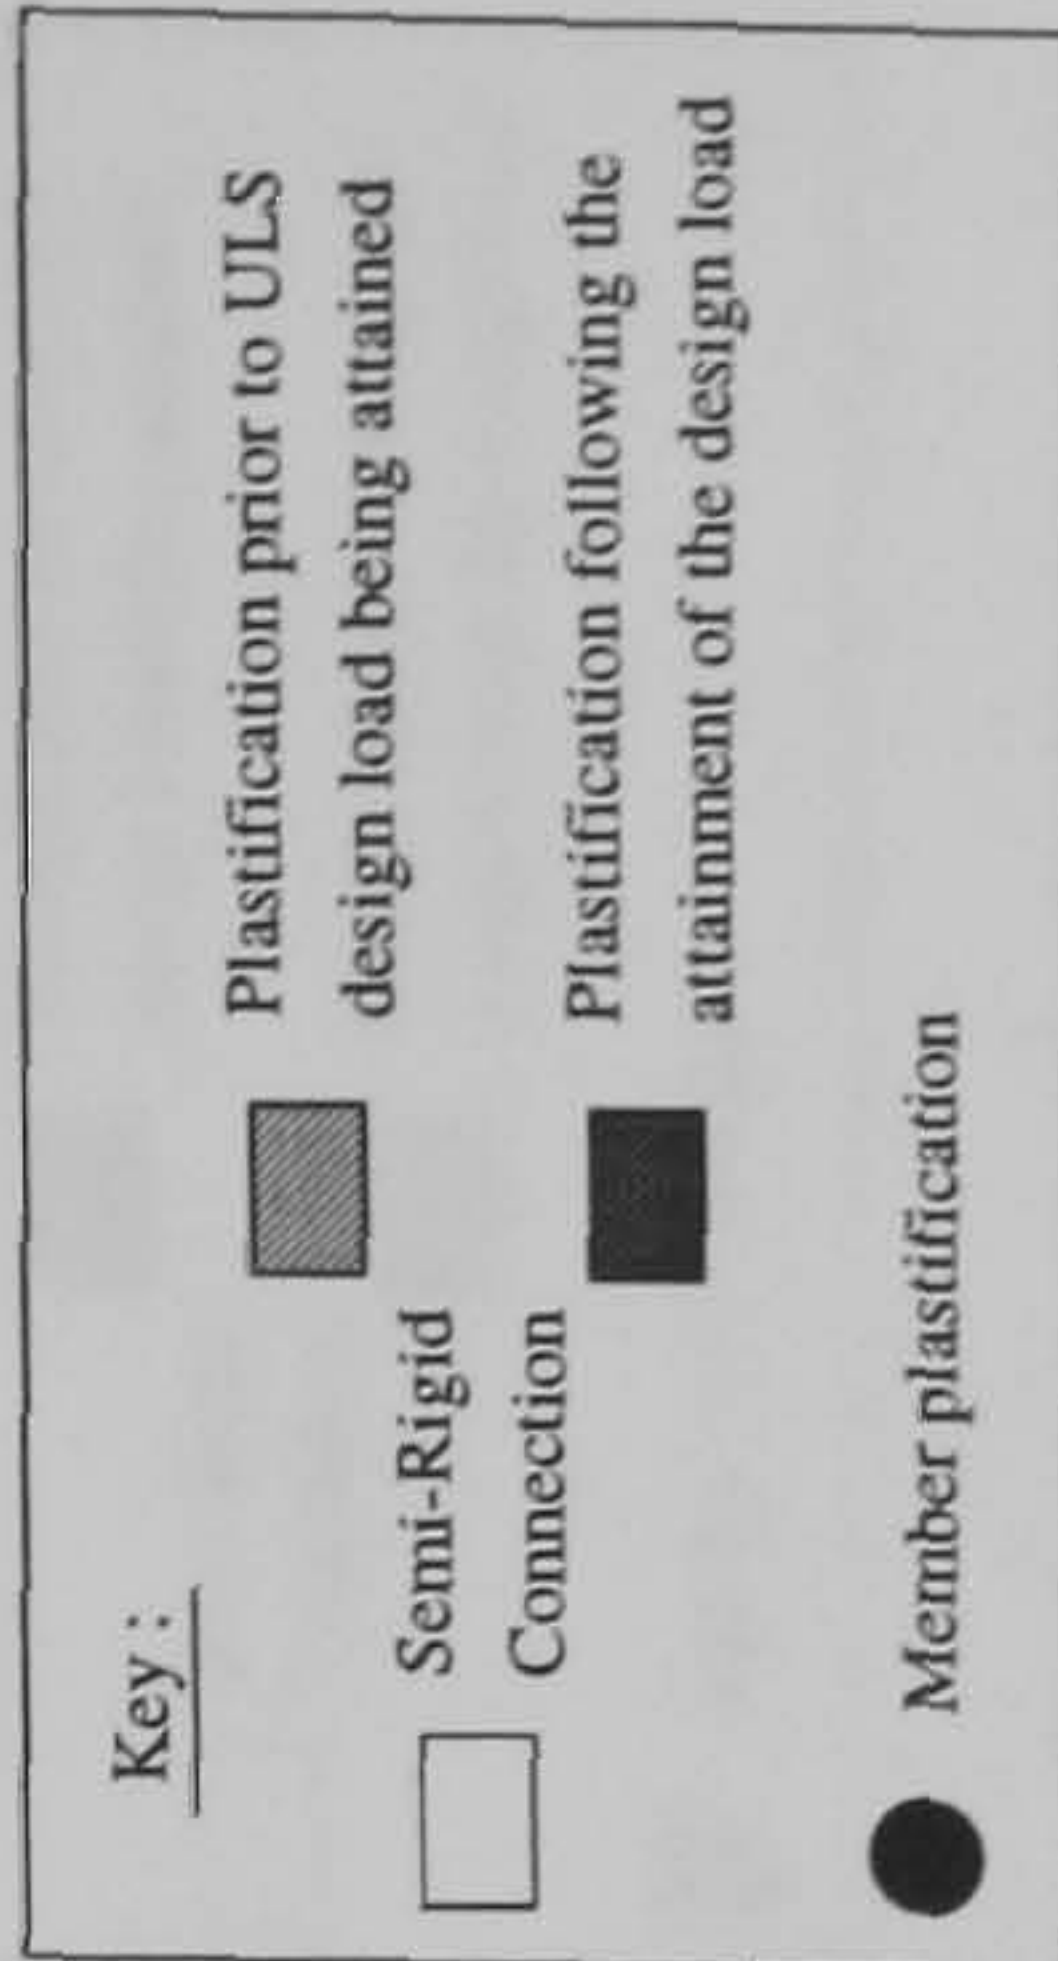 Key :
Semi-Rigid
Connection
Plastification prior to ULS
design load being attained
Plastification following the
attainment of the design load
Member plastification